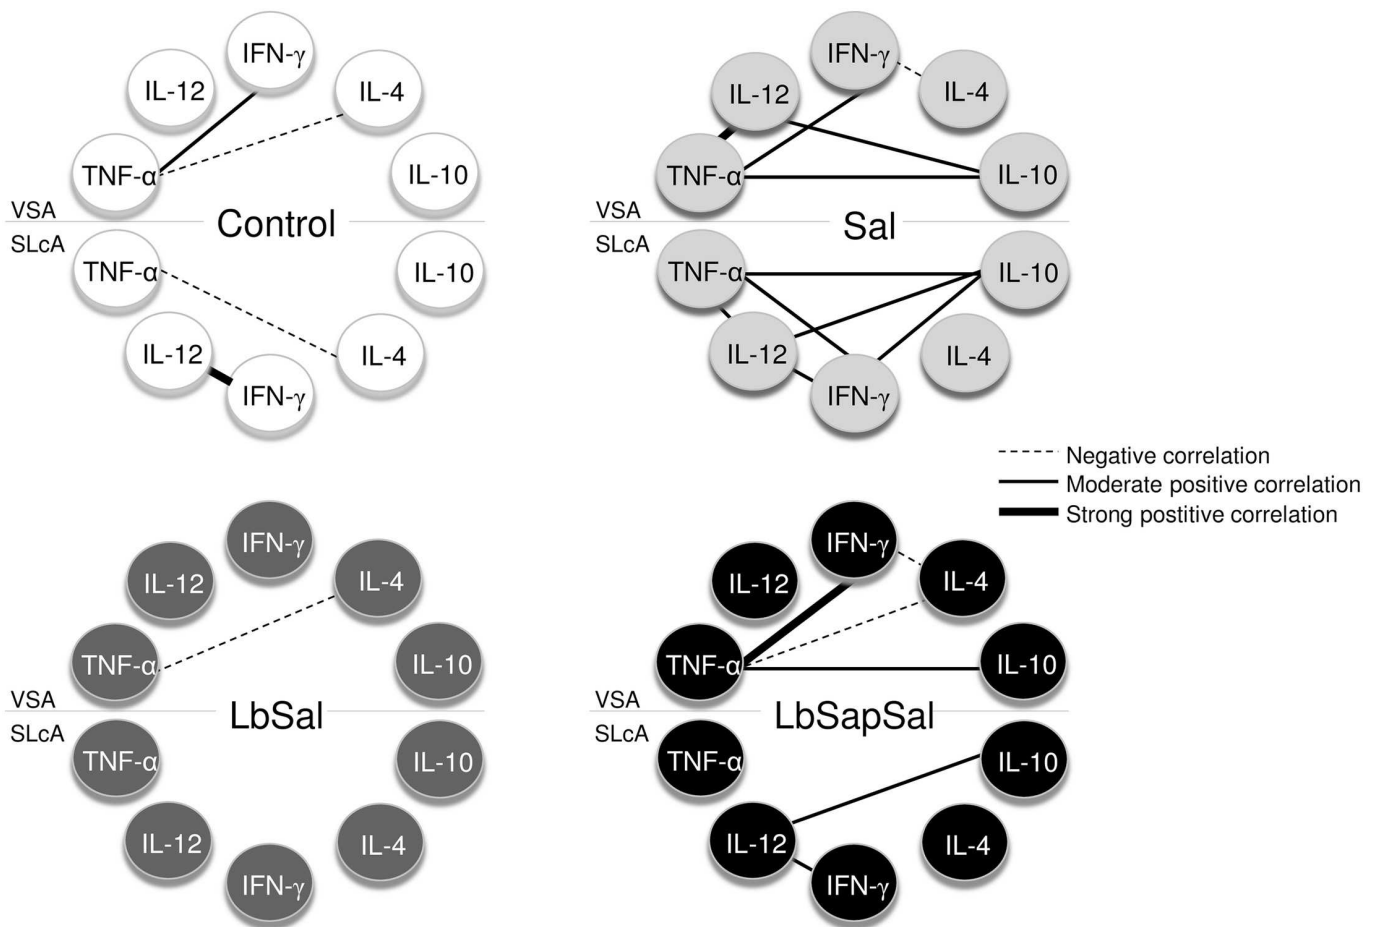 IFN-γ
IL-12
IL-4
TNF-α
IL-10
VSA
Control
SLcA
TNF-α
IL-10
IL-12
IL-4
IFN-γ
IFN-γ
IL-12
IL-4
TNF-α
IL-10
VSA
Sal
SLcA
TNF-α
IL-10
IL-12
IL-4
IFN-γ
Negative correlation
Moderate positive correlation
Strong postitive correlation
IFN-γ
IL-12
IL-4
TNF-α
IL-10
VSA
LbSal
SLcA
TNF-α
IL-10
IL-12
IL-4
IFN-γ
IFN-γ
IL-12
IL-4
TNF-α
IL-10
VSA
LbSapSal
SLcA
TNF-α
IL-10
IL-12
IL-4
IFN-γ